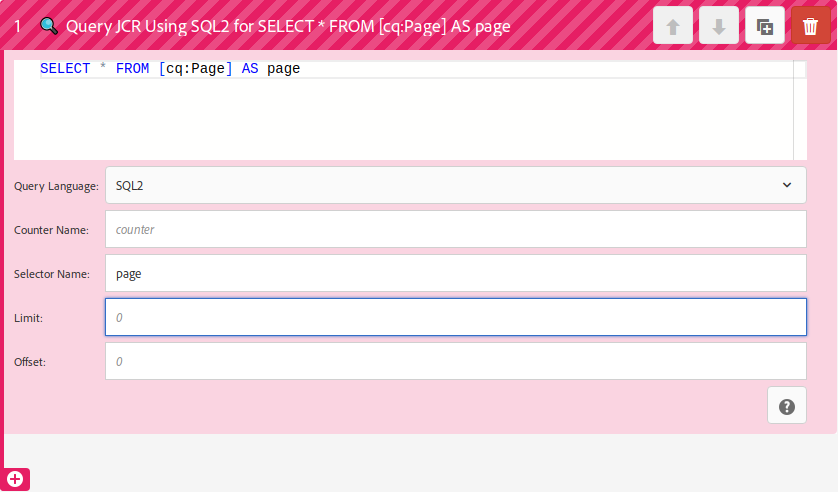 1 Query JCR Using SQL2 for SELECT * FROM [cq:Page] AS page
SELECT * FROM [cq:Page] AS page
Query Language: SQL2
Counter Name: counter
Selector Name: page
Limit: 0
Offset: 0